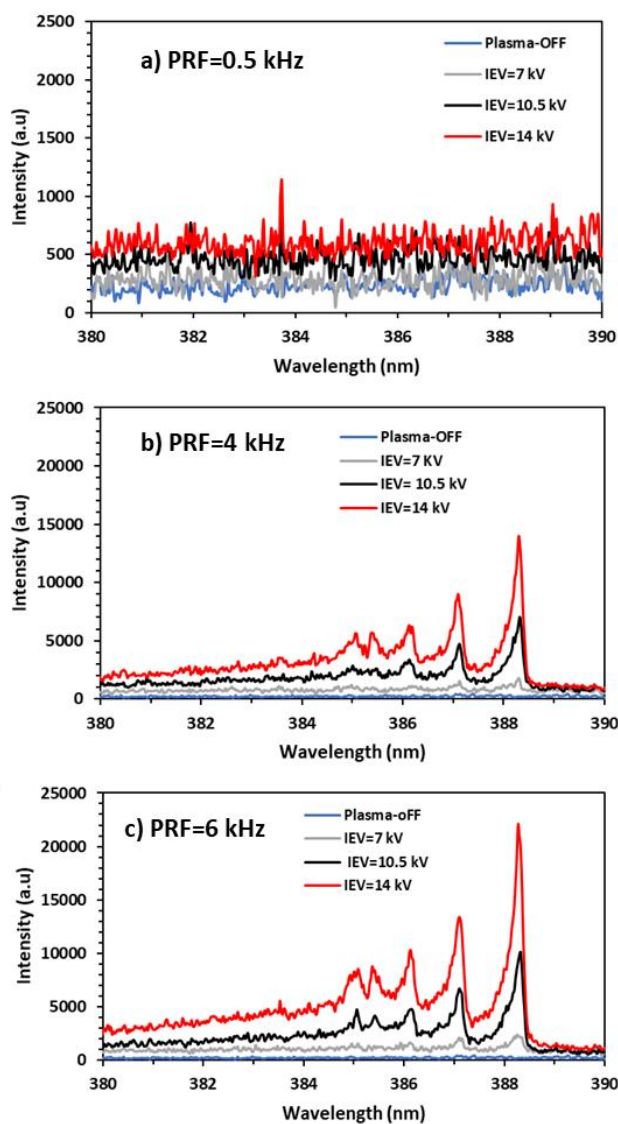 2500
2000
1500
1000
500
0
Intensity (a.u)
a) PRF=0.5 kHz
Plasma-OFF
IEV=7 kV
IEV=10.5 kV
IEV=14 kV
380 382 384 386 388 390
Wavelength (nm)
25000
20000
15000
10000
5000
0
Intensity (a.u)
b) PRF=4 kHz
Plasma-OFF
IEV=7 KV
IEV= 10.5 kV
IEV=14 kV
380 382 384 386 388 390
Wavelength (nm)
25000
20000
15000
10000
5000
0
Intensity (a.u)
c) PRF=6 kHz
Plasma-oFF
IEV=7 kV
IEV=10.5 kV
IEV=14 kV
380 382 384 386 388 390
Wavelength (nm)